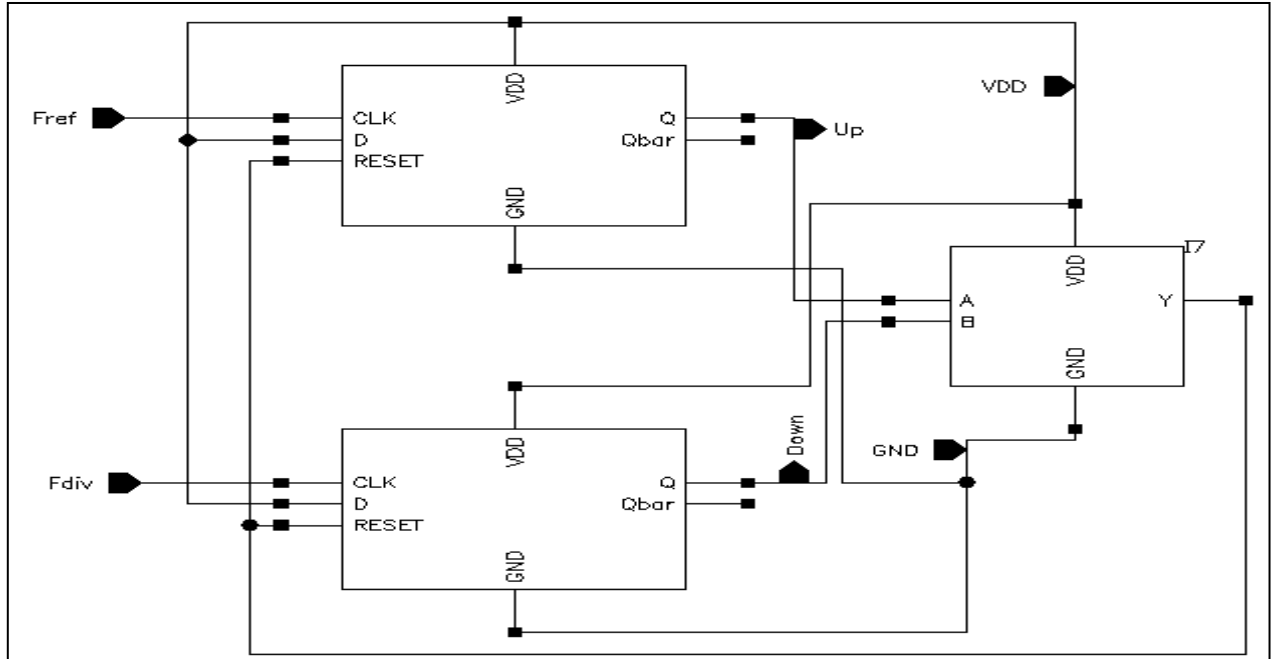 VDD
VDD
Fref
CLK
Q
D
Qbar
Up
RESET
GND
I7
VDD
A
Y
B
GND
VDD
Down
GND
Fdiv
CLK
Q
D
Qbar
RESET
GND